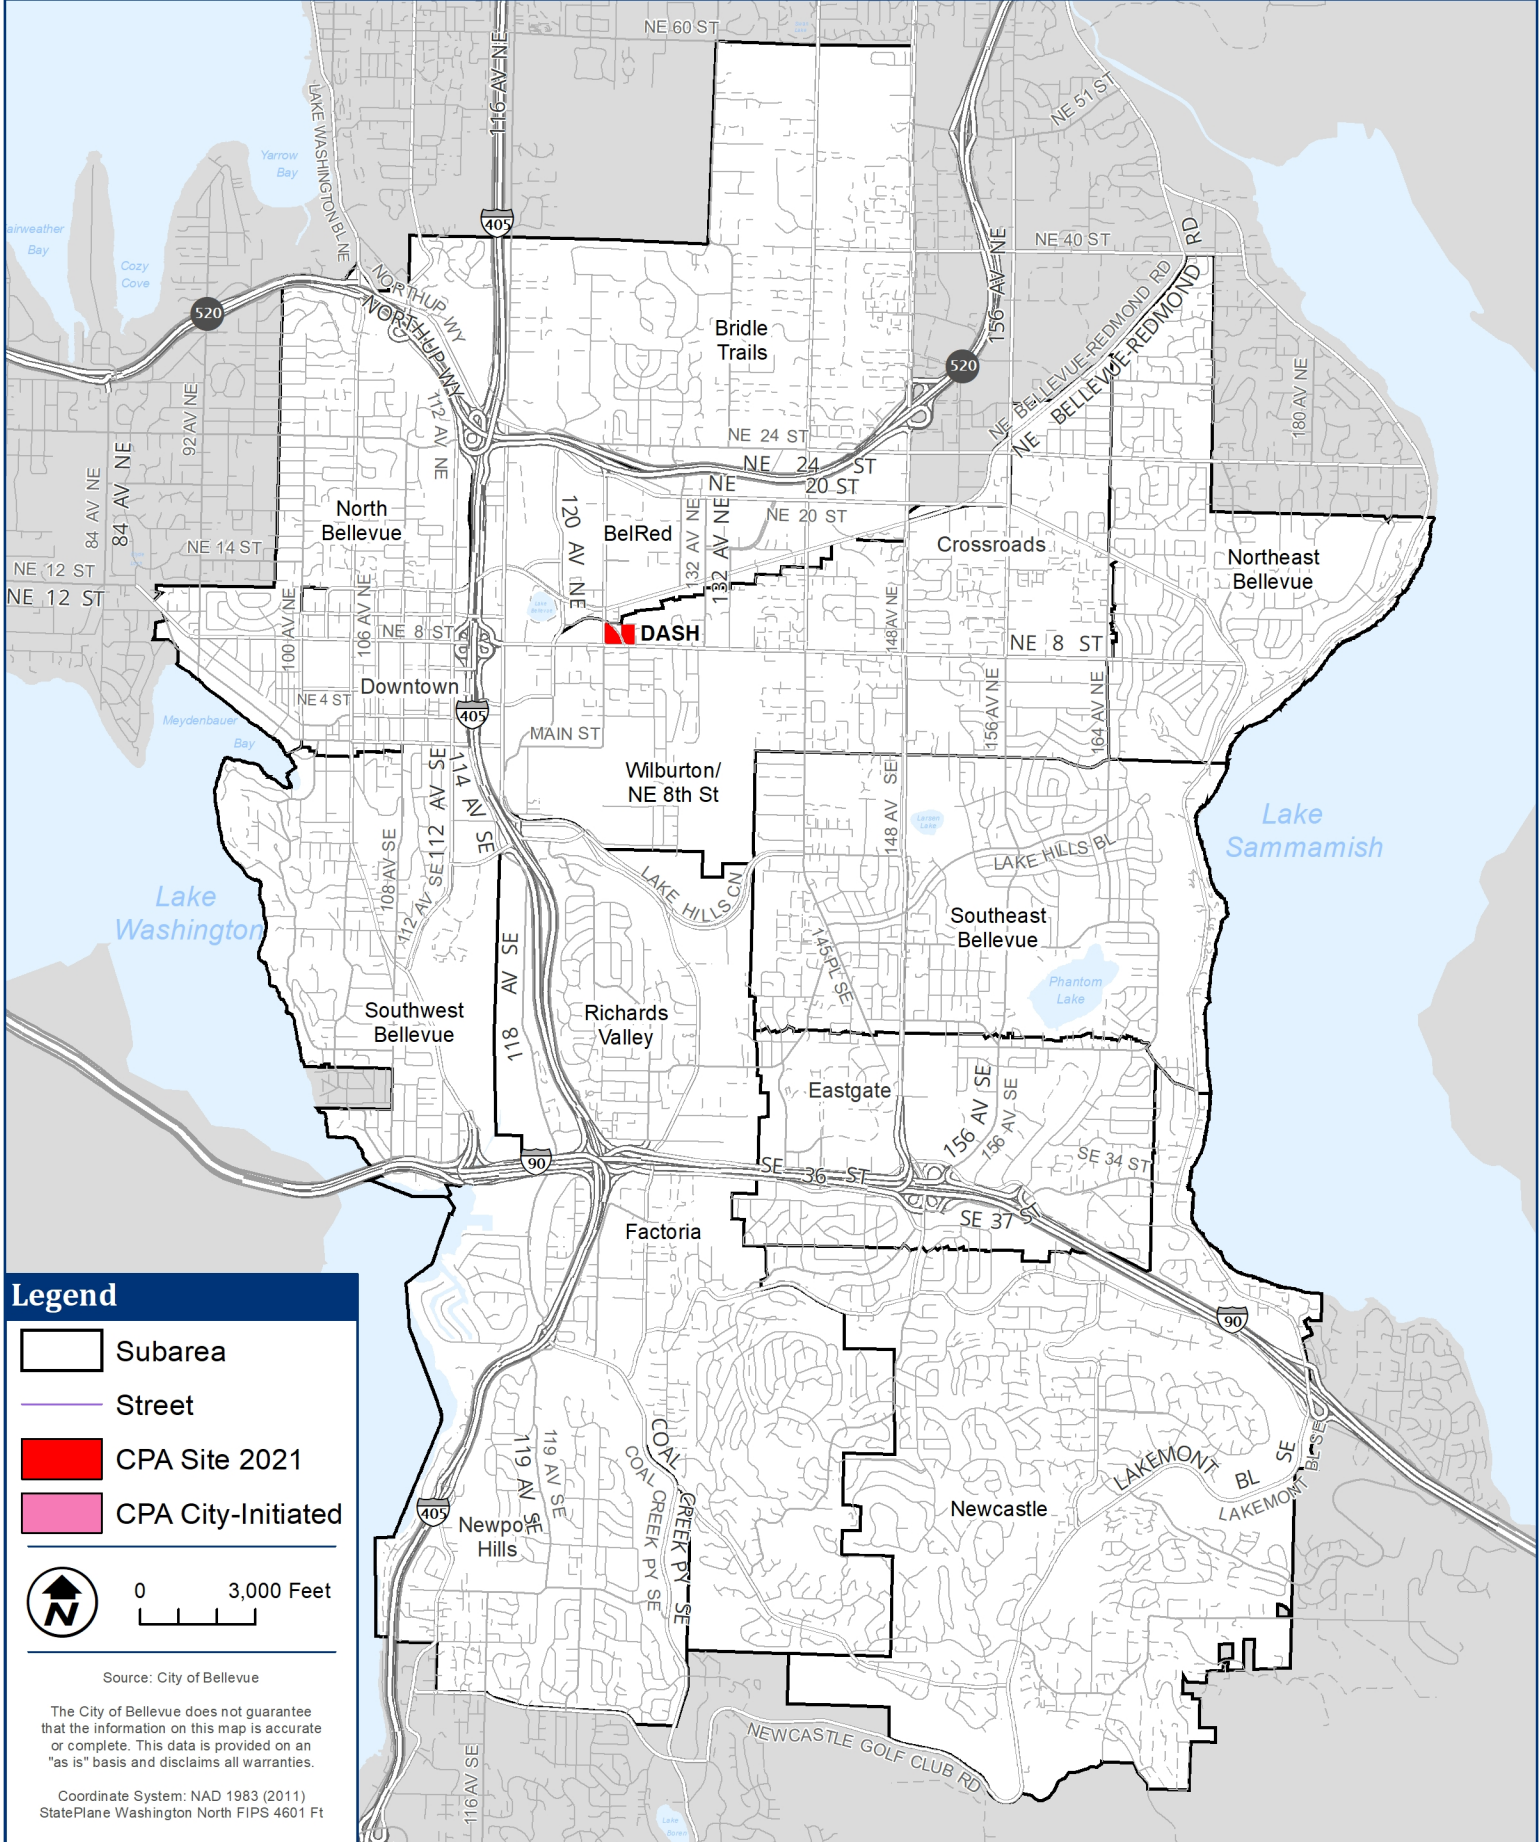 NE 60 ST
116 AV NE
LAKE WASHINGTON BL NE
NE 51 ST
Yarrow
Bay
405
airweather
Bay
Cozy
Cove
NE 40 ST
RD
156 AV NE
520
NORTHUP WY
NORTHUP WY
Bridle
Trails
NE BELLEVUE-REDMOND RD
NE BELLEVUE-REDMOND
520
180 AV NE
92 AV NE
112 AV NE
84 AV NE
84 AV NE
NE 24 ST
NE 24 ST
NE 20 ST
NE 20 ST
North
Bellevue
120 AV NE
BelRed
132 AV NE
132 AV NE
Crossroads
Northeast
Bellevue
NE 14 ST
NE 12 ST
NE 12 ST
100 AV NE
106 AV NE
Lake
Bellevue
148 AV NE
NE 8 ST
DASH
NE 8 ST
Downtown
NE 4 ST
405
156 AV NE
164 AV NE
Meydenbauer
Bay
MAIN ST
112 AV SE
114 AV SE
Wilburton/
NE 8th St
148 AV SE
Larsen
Lake
Lake
Sammamish
108 AV SE
112 AV SE
LAKE HILLS BL
LAKE HILLS CN
Lake
Washington
Southeast
Bellevue
118 AV SE
145 PL SE
Phantom
Lake
Southwest
Bellevue
Richards
Valley
Eastgate
156 AV SE
156 AV SE
90
SE 36 ST
SE 34 ST
SE 37 ST
Factoria
90
Legend
Subarea
Street
CPA Site 2021
CPA City-Initiated
N
0 3,000 Feet
COAL CREEK PY SE
COAL CREEK PY SE
119 AV SE
119 AV SE
LAKEMONT BL SE
LAKEMONT BL SE
405
Newpo
Hills
Newcastle
Source: City of Bellevue
The City of Bellevue does not guarantee
that the information on this map is accurate
or complete. This data is provided on an
"as is" basis and disclaims all warranties.
Coordinate System: NAD 1983 (2011)
StatePlane Washington North FIPS 4601 Ft
116 AV SE
NEWCASTLE GOLF CLUB RD
Lake
Boren